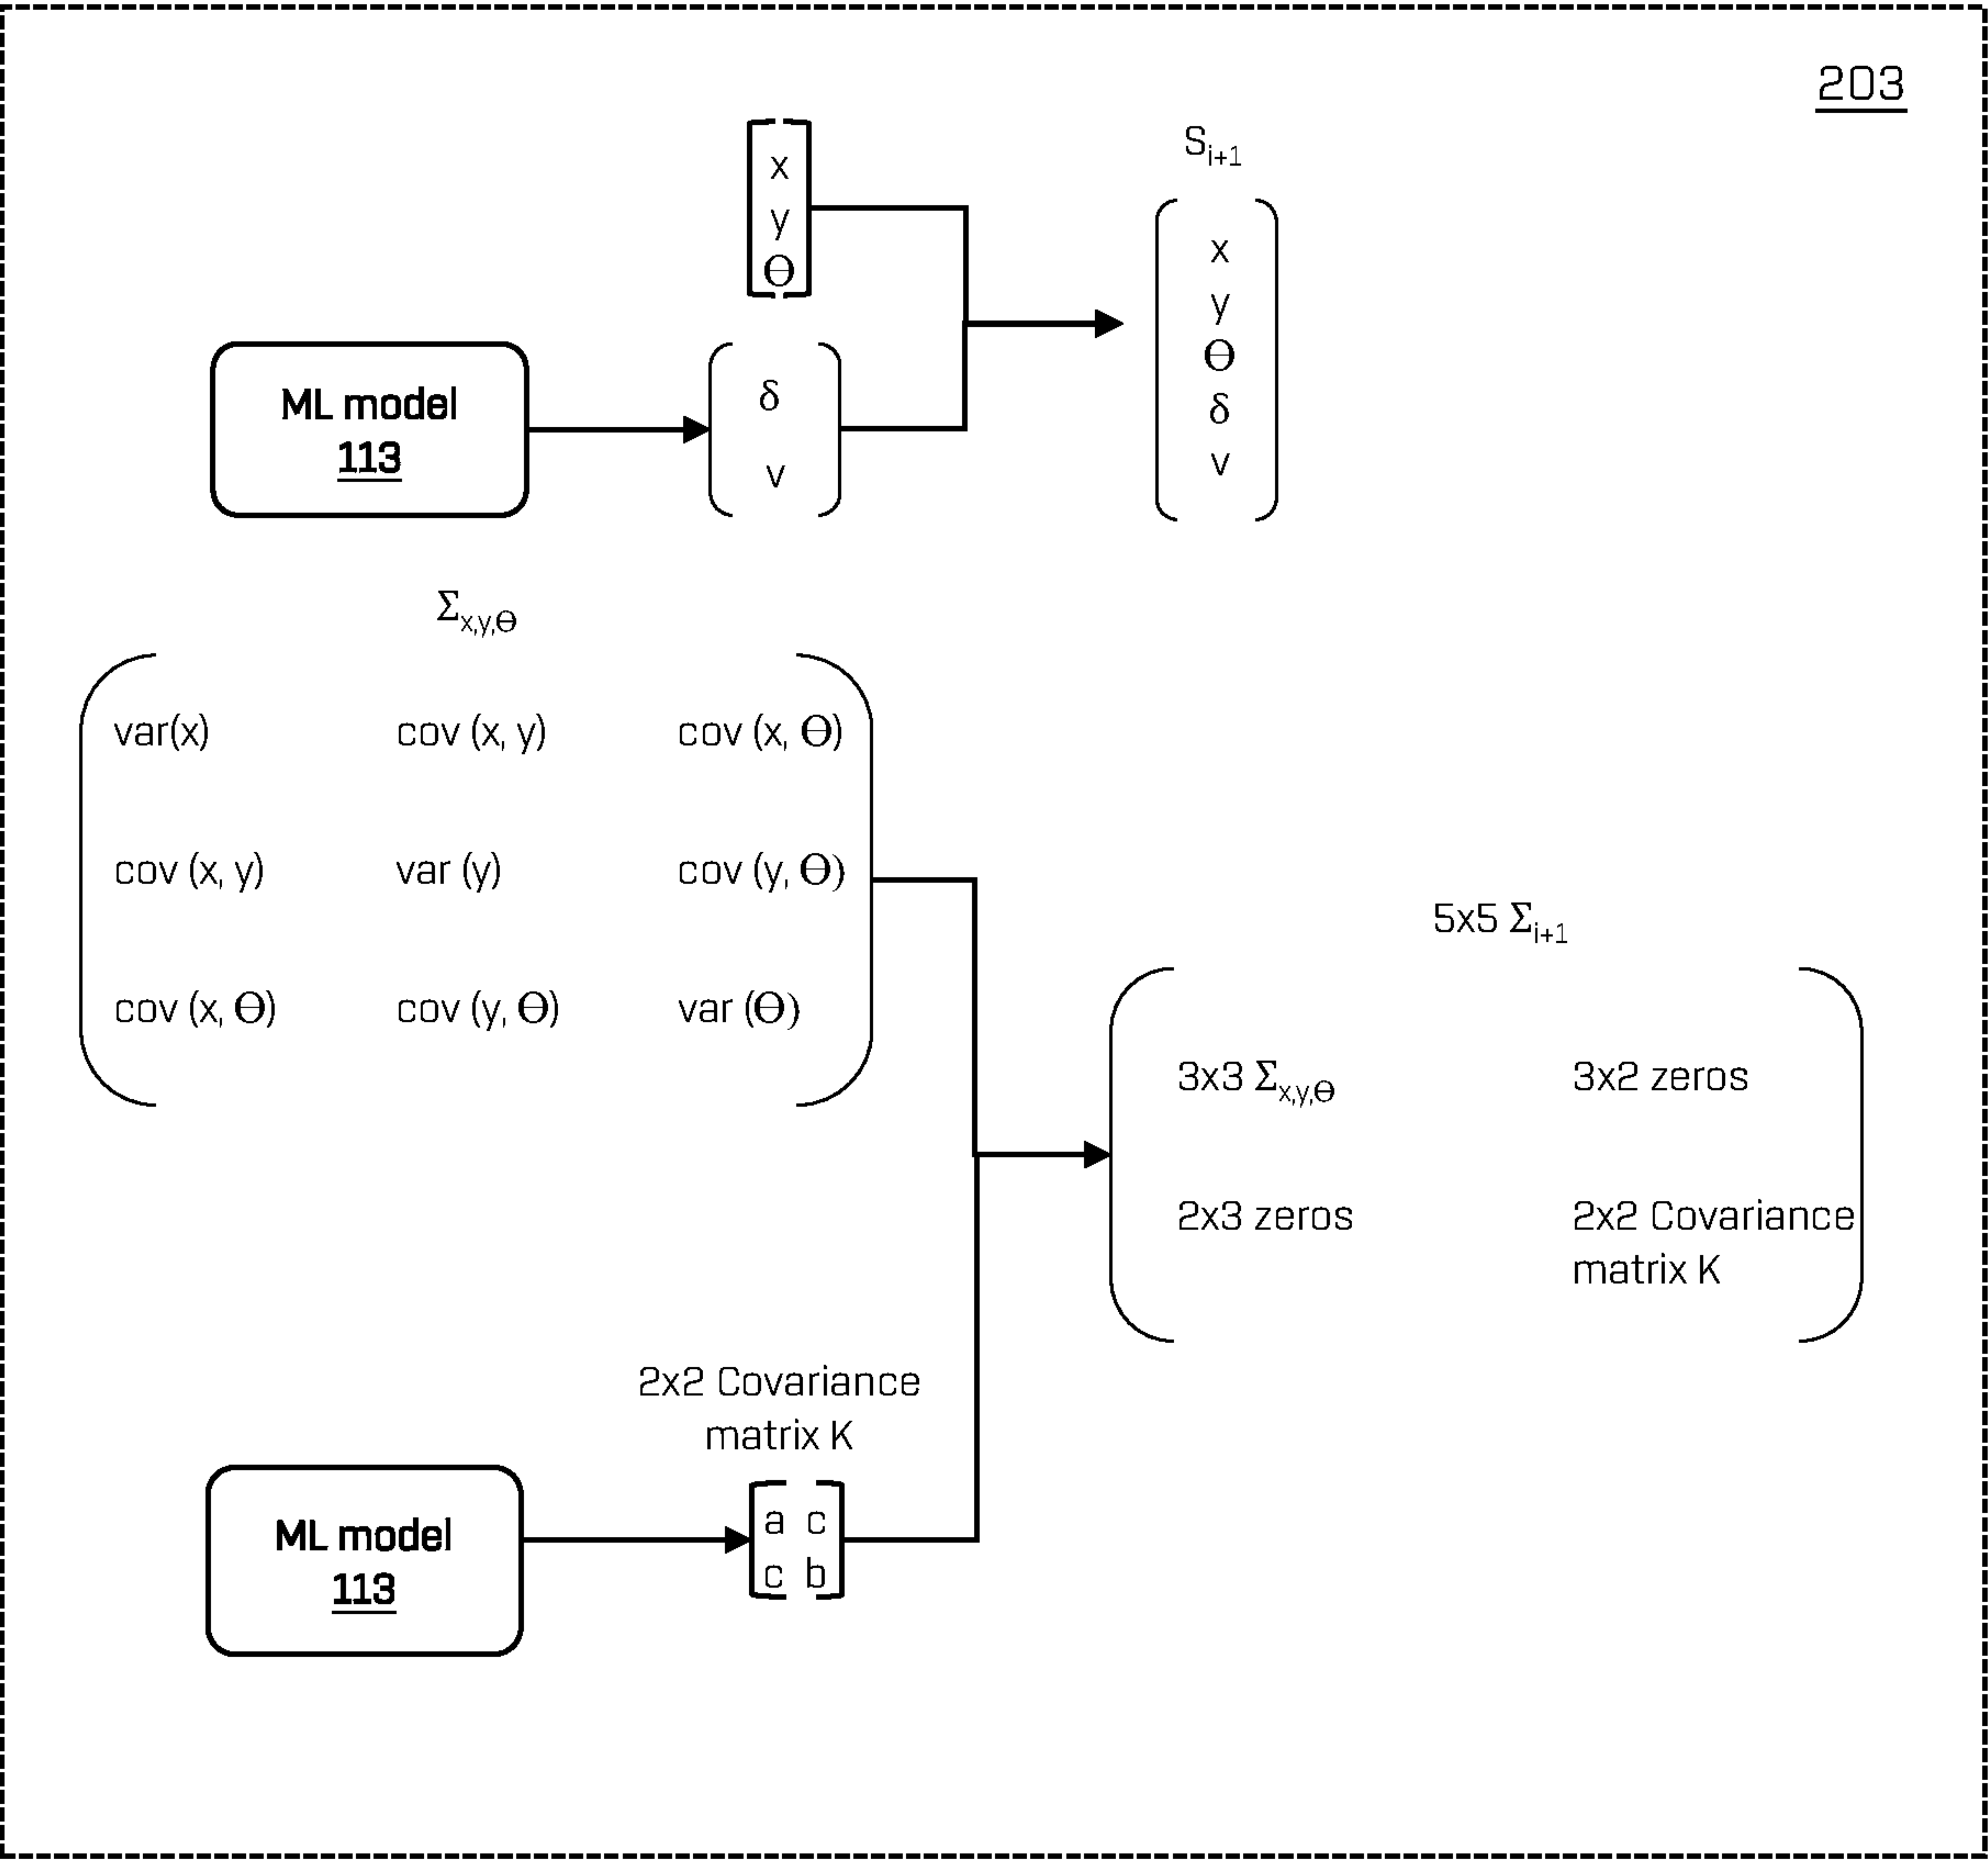 203
x
y
Θ
S_{i+1}
x
y
Θ
δ
v
ML model
113
δ
v
Σ_{x,y,Θ}
var(x) cov (x, y) cov (x, Θ)
cov (x, y) var (y) cov (y, Θ)
cov (x, Θ) cov (y, Θ) var (Θ)
5x5 Σ_{i+1}
3x3 Σ_{x,y,Θ} 3x2 zeros
2x3 zeros 2x2 Covariance
matrix K
2x2 Covariance
matrix K
ML model
113
a c
c b